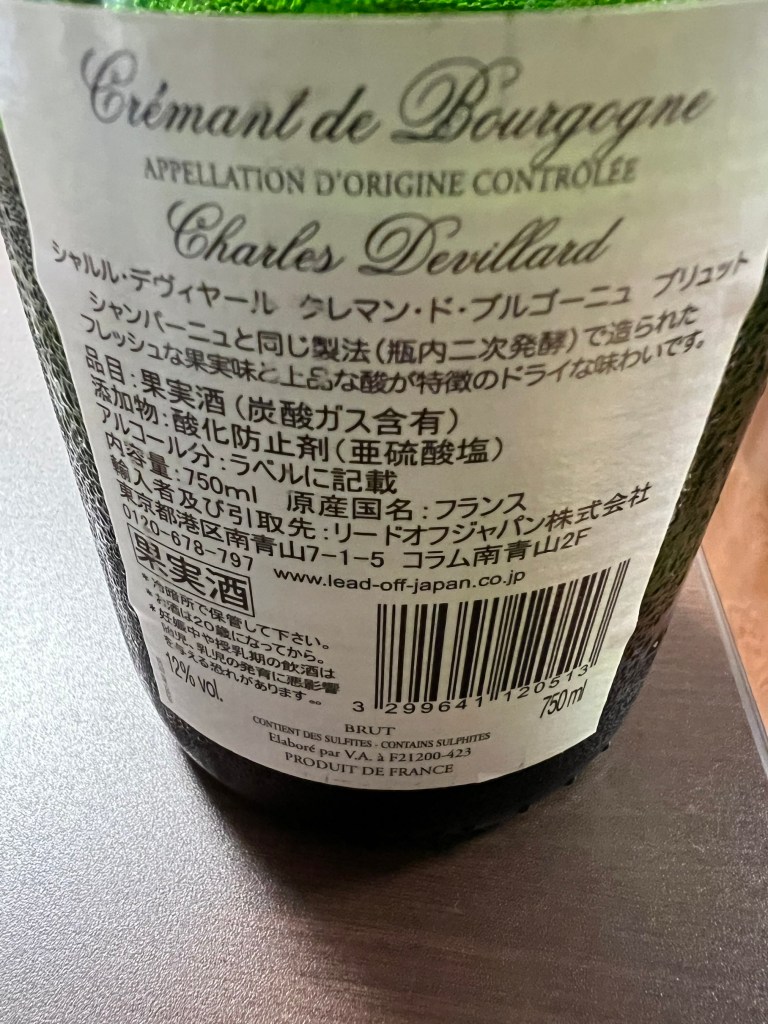 Crémant de Bourgogne
APPELLATION D'ORIGINE CONTRÔLÉE
Charles Devillard
シャルル・デヴィヤール クレマン・ド・ブルゴーニュ ブリュット
シャンパーニュと同じ製法（瓶内二次発酵）で造られた
フレッシュな果実味と上品な酸が特徴のドライな味わいです。
品目：果実酒（炭酸ガス含有）
添加物：酸化防止剤（亜硫酸塩）
アルコール分：ラベルに記載
内容量：750ml 原産国名：フランス
輸入者及び引取先：リードオフジャパン株式会社
東京都港区南青山7-1-5 コラム南青山2F
0120-678-797 www.lead-off-japan.co.jp
果実酒
*冷暗所で保管して下さい。
*お酒は20歳になってから。
*妊娠中や授乳期の飲酒は
胎児・乳児の発育に悪影響
を与える恐れがあります。
12% vol.
3 299641 120513
750 ml
BRUT
CONTIENT DES SULFITES - CONTAINS SULPHITES
Elaboré par V.A. à F21200-423
PRODUIT DE FRANCE